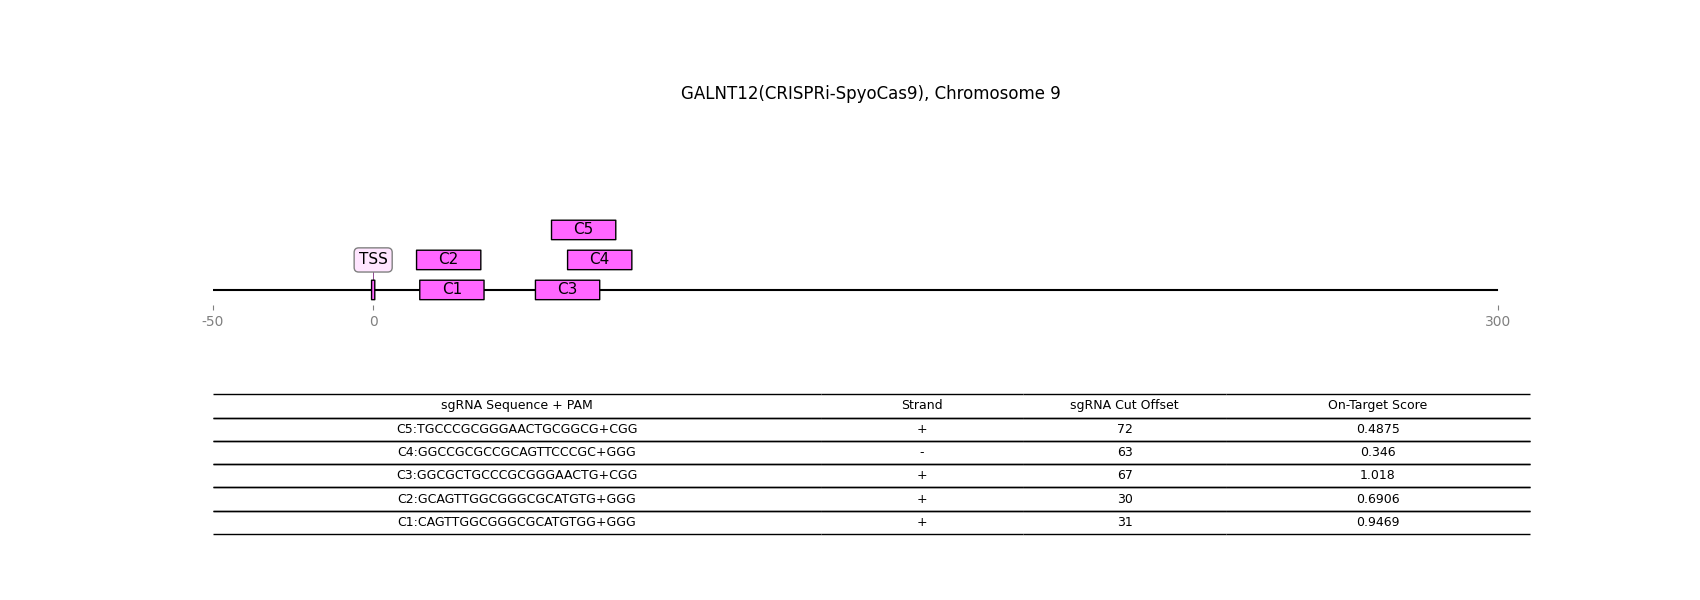 GALNT12(CRISPRi-SpyoCas9), Chromosome 9
C5
TSS C2 C4
C1 C3
-50 0 300
sgRNA Sequence + PAM Strand sgRNA Cut Offset On-Target Score
C5:TGCCCGCGGGAACTGCGGCG+CGG + 72 0.4875
C4:GGCCGCGCCGCAGTTCCCGC+GGG - 63 0.346
C3:GGCGCTGCCCGCGGGAACTG+CGG + 67 1.018
C2:GCAGTTGGCGGGCGCATGTG+GGG + 30 0.6906
C1:CAGTTGGCGGGCGCATGTGG+GGG + 31 0.9469